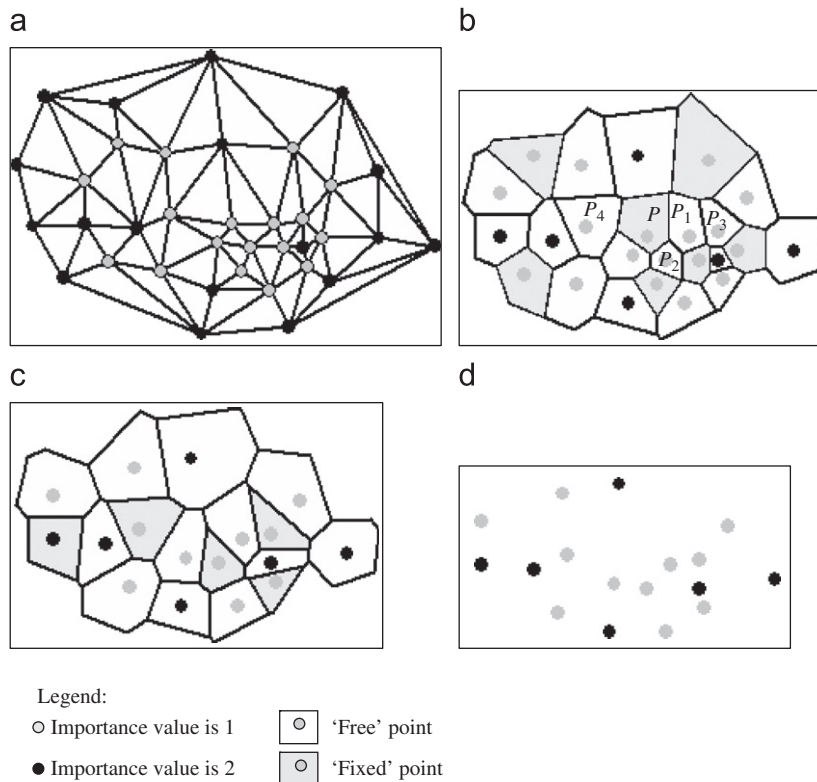 a
b
P4 P P1 P3
P2
c
d
Legend:
Importance value is 1 'Free' point
Importance value is 2 'Fixed' point